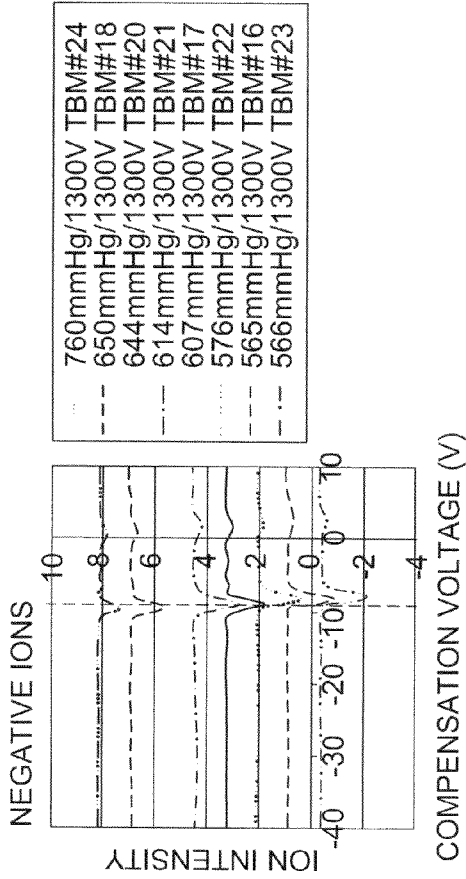 NEGATIVE IONS
ION INTENSITY
10
8
6
4
2
0
-2
-4
-40
-30
-20
-10
0
10
COMPENSATION VOLTAGE (V)
760mmHg/1300V TBM#24
650mmHg/1300V TBM#18
644mmHg/1300V TBM#20
614mmHg/1300V TBM#21
607mmHg/1300V TBM#17
576mmHg/1300V TBM#22
565mmHg/1300V TBM#16
566mmHg/1300V TBM#23